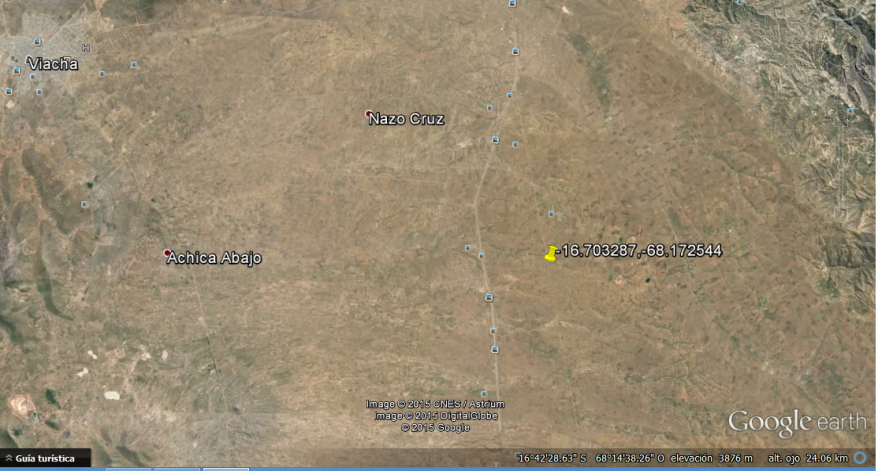 H
Viacha
Nazo Cruz
-16.703287,-68.172544
Achica Abajo
Image © 2015 CNES / Astrium
Image © 2015 DigitalGlobe
© 2015 Google
Google earth
Guía turística
16°42'28.63" S 68°14'38.26" O elevación 3876 m alt. ojo 24.06 km